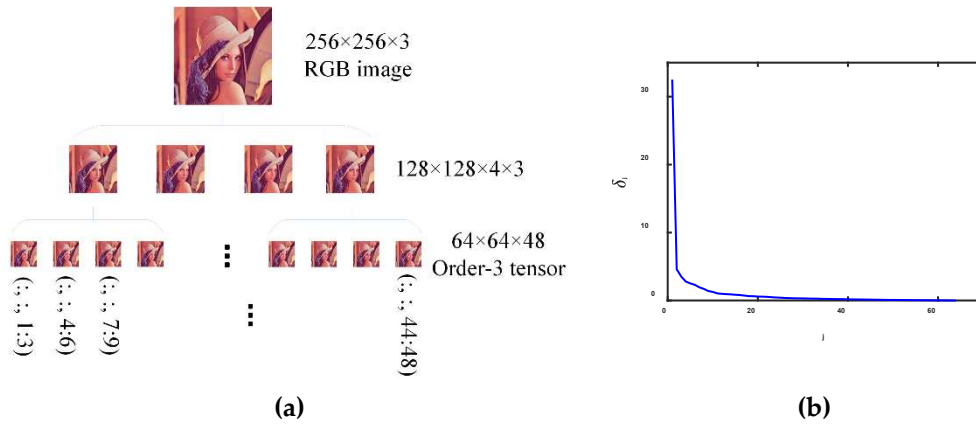 256×256×3
RGB image
128×128×4×3
64×64×48
Order-3 tensor
...
...
(:, :, 1:3)
(:, :, 4:6)
(:, :, 7:9)
(:, :, 44:48)
(a)
30
20
10
0
20
40
60
δ
j
(b)